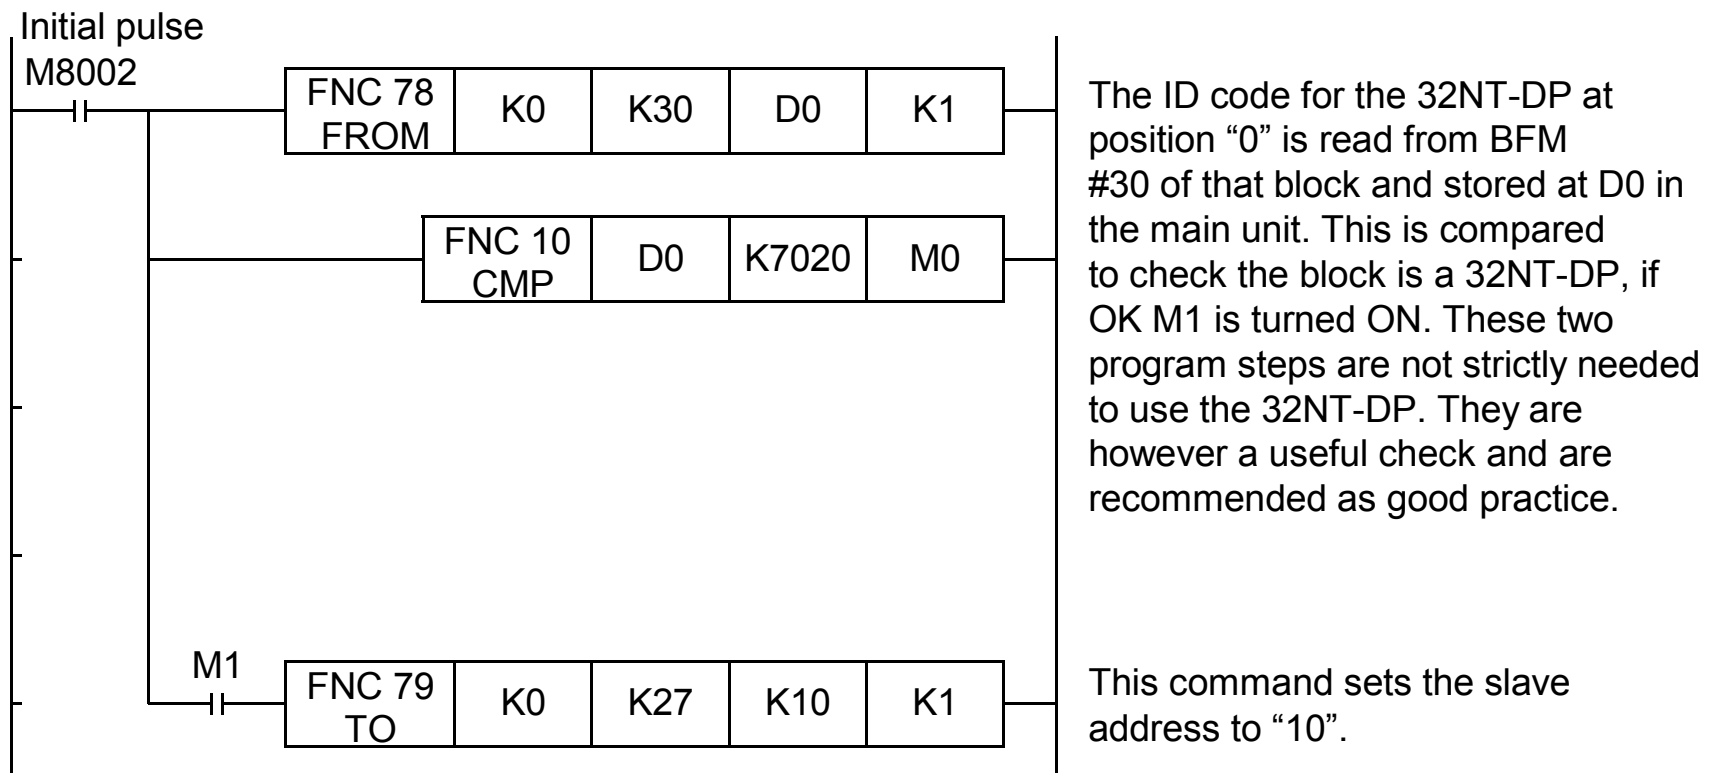 Initial pulse
M8002
FNC 78
FROM
K0
K30
D0
K1
The ID code for the 32NT-DP at
position “0” is read from BFM
#30 of that block and stored at D0 in
the main unit. This is compared
to check the block is a 32NT-DP, if
OK M1 is turned ON. These two
program steps are not strictly needed
to use the 32NT-DP. They are
however a useful check and are
recommended as good practice.
FNC 10
CMP
D0
K7020
M0
M1
FNC 79
TO
K0
K27
K10
K1
This command sets the slave
address to “10”.